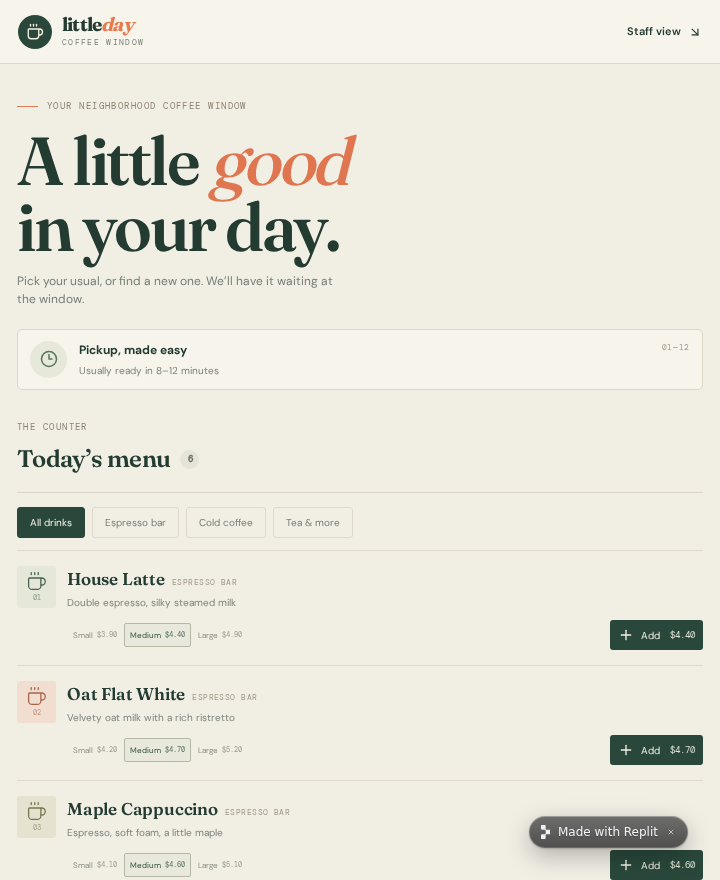 littleday
COFFEE WINDOW
Staff view
YOUR NEIGHBORHOOD COFFEE WINDOW
A little good
in your day.
Pick your usual, or find a new one. We’ll have it waiting at
the window.
Pickup, made easy
01–12
Usually ready in 8–12 minutes
THE COUNTER
Today’s menu 6
All drinks Espresso bar Cold coffee Tea & more
01
House Latte ESPRESSO BAR
Double espresso, silky steamed milk
Small $3.90 Medium $4.40 Large $4.90
Add $4.40
02
Oat Flat White ESPRESSO BAR
Velvety oat milk with a rich ristretto
Small $4.20 Medium $4.70 Large $5.20
Add $4.70
03
Maple Cappuccino ESPRESSO BAR
Espresso, soft foam, a little maple
Small $4.10 Medium $4.60 Large $5.10
Add $4.60
Made with Replit ×